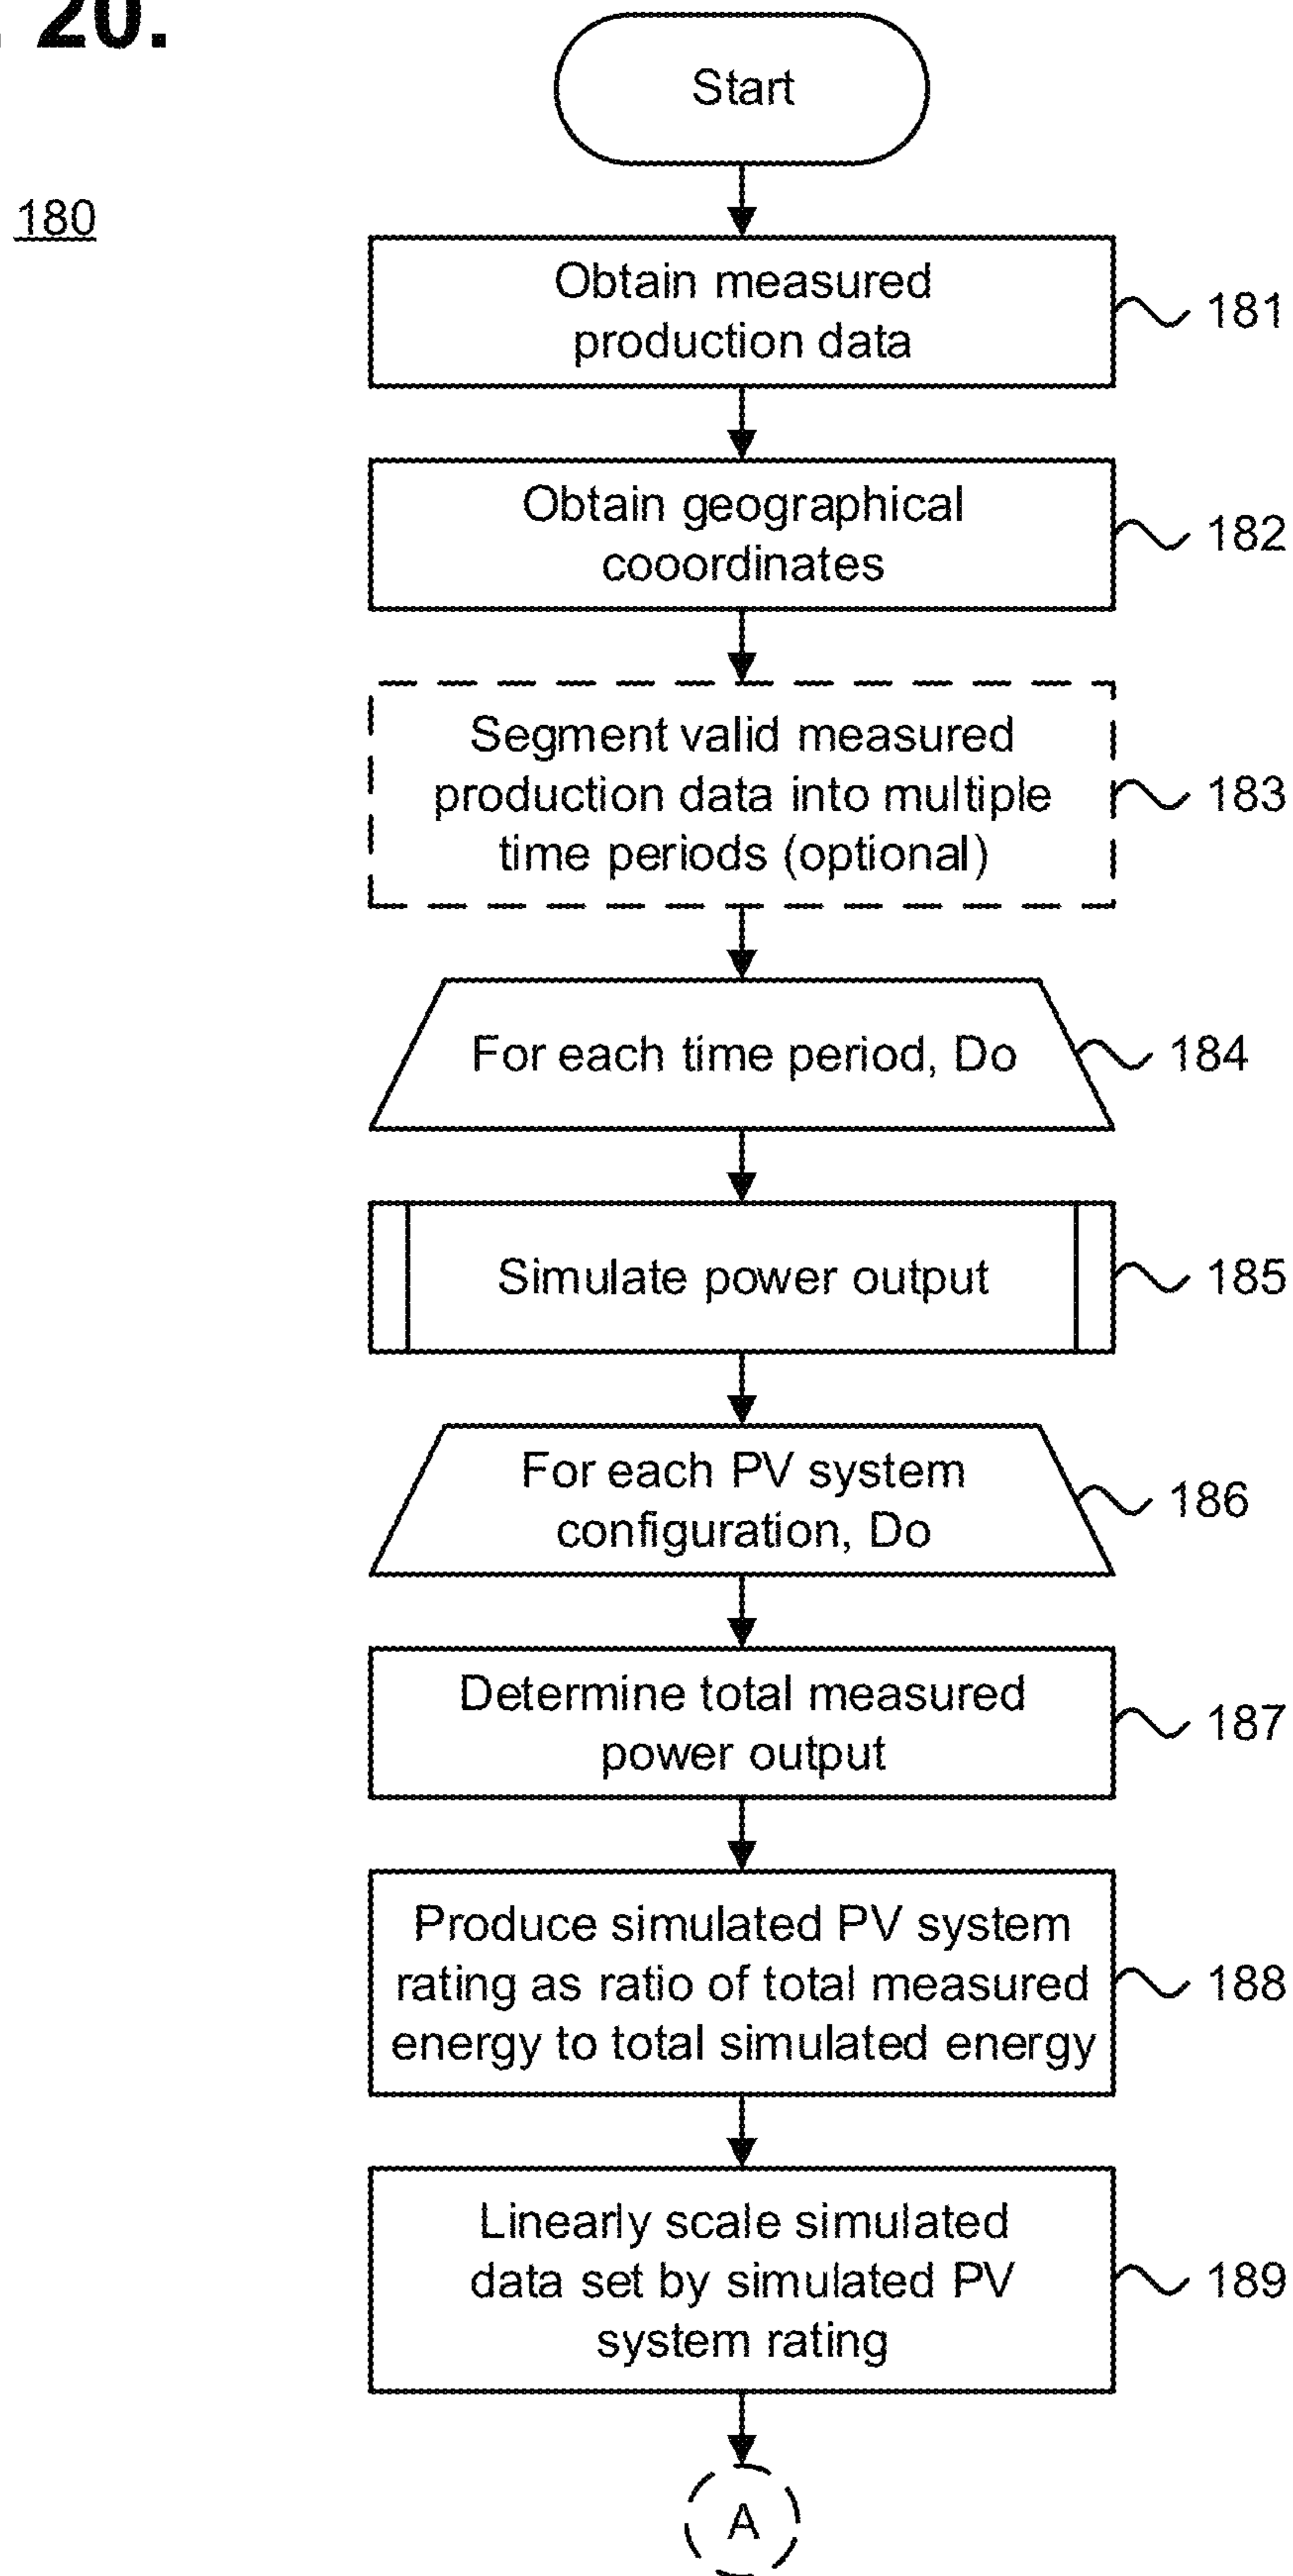 20.
Start
180
Obtain measured
production data
181
Obtain geographical
cooordinates
182
Segment valid measured
production data into multiple
time periods (optional)
183
For each time period, Do
184
Simulate power output
185
For each PV system
configuration, Do
186
Determine total measured
power output
187
Produce simulated PV system
rating as ratio of total measured
energy to total simulated energy
188
Linearly scale simulated
data set by simulated PV
system rating
189
A